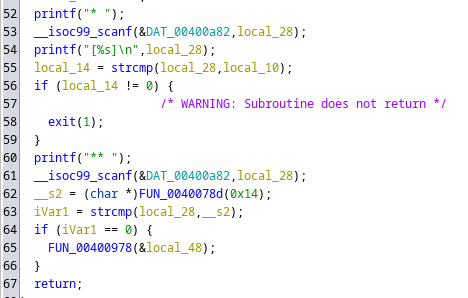 52 printf("* ");
53 __isoc99_scanf(&DAT_00400a82,local_28);
54 printf("[%s]\n",local_28);
55 local_14 = strcmp(local_28,local_10);
56 if (local_14 != 0) {
57 /* WARNING: Subroutine does not return */
58 exit(1);
59 }
60 printf("** ");
61 __isoc99_scanf(&DAT_00400a82,local_28);
62 __s2 = (char *)FUN_0040078d(0x14);
63 iVar1 = strcmp(local_28,__s2);
64 if (iVar1 == 0) {
65 FUN_00400978(&local_48);
66 }
67 return;